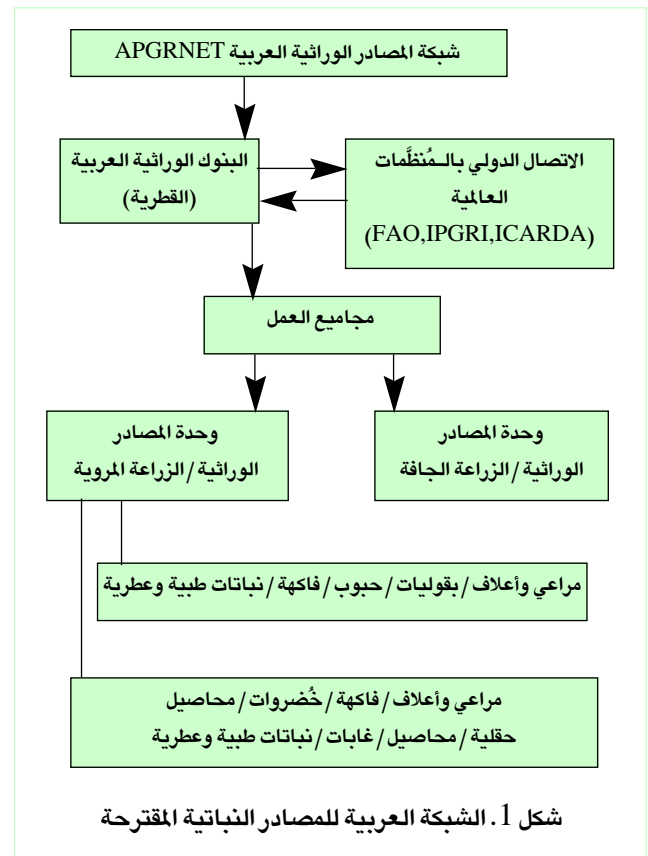 شبكة المصادر الوراثية العربية APGRNET
البنوك الوراثية العربية
(القطرية)
الاتصال الدولي بالـمُنظَّمات
العالمية
(FAO,IPGRI,ICARDA)
مجاميع العمل
وحدة المصادر
الوراثية/الزراعة الجافة
وحدة المصادر
الوراثية/الزراعة المروية
مراعي وأعلاف/بقوليات/حبوب/فاكهة/نباتات طبية وعطرية
مراعي وأعلاف/فاكهة/خُضروات/محاصيل
حقلية/محاصيل/غابات/نباتات طبية وعطرية
شكل 1. الشبكة العربية للمصادر النباتية المقترحة